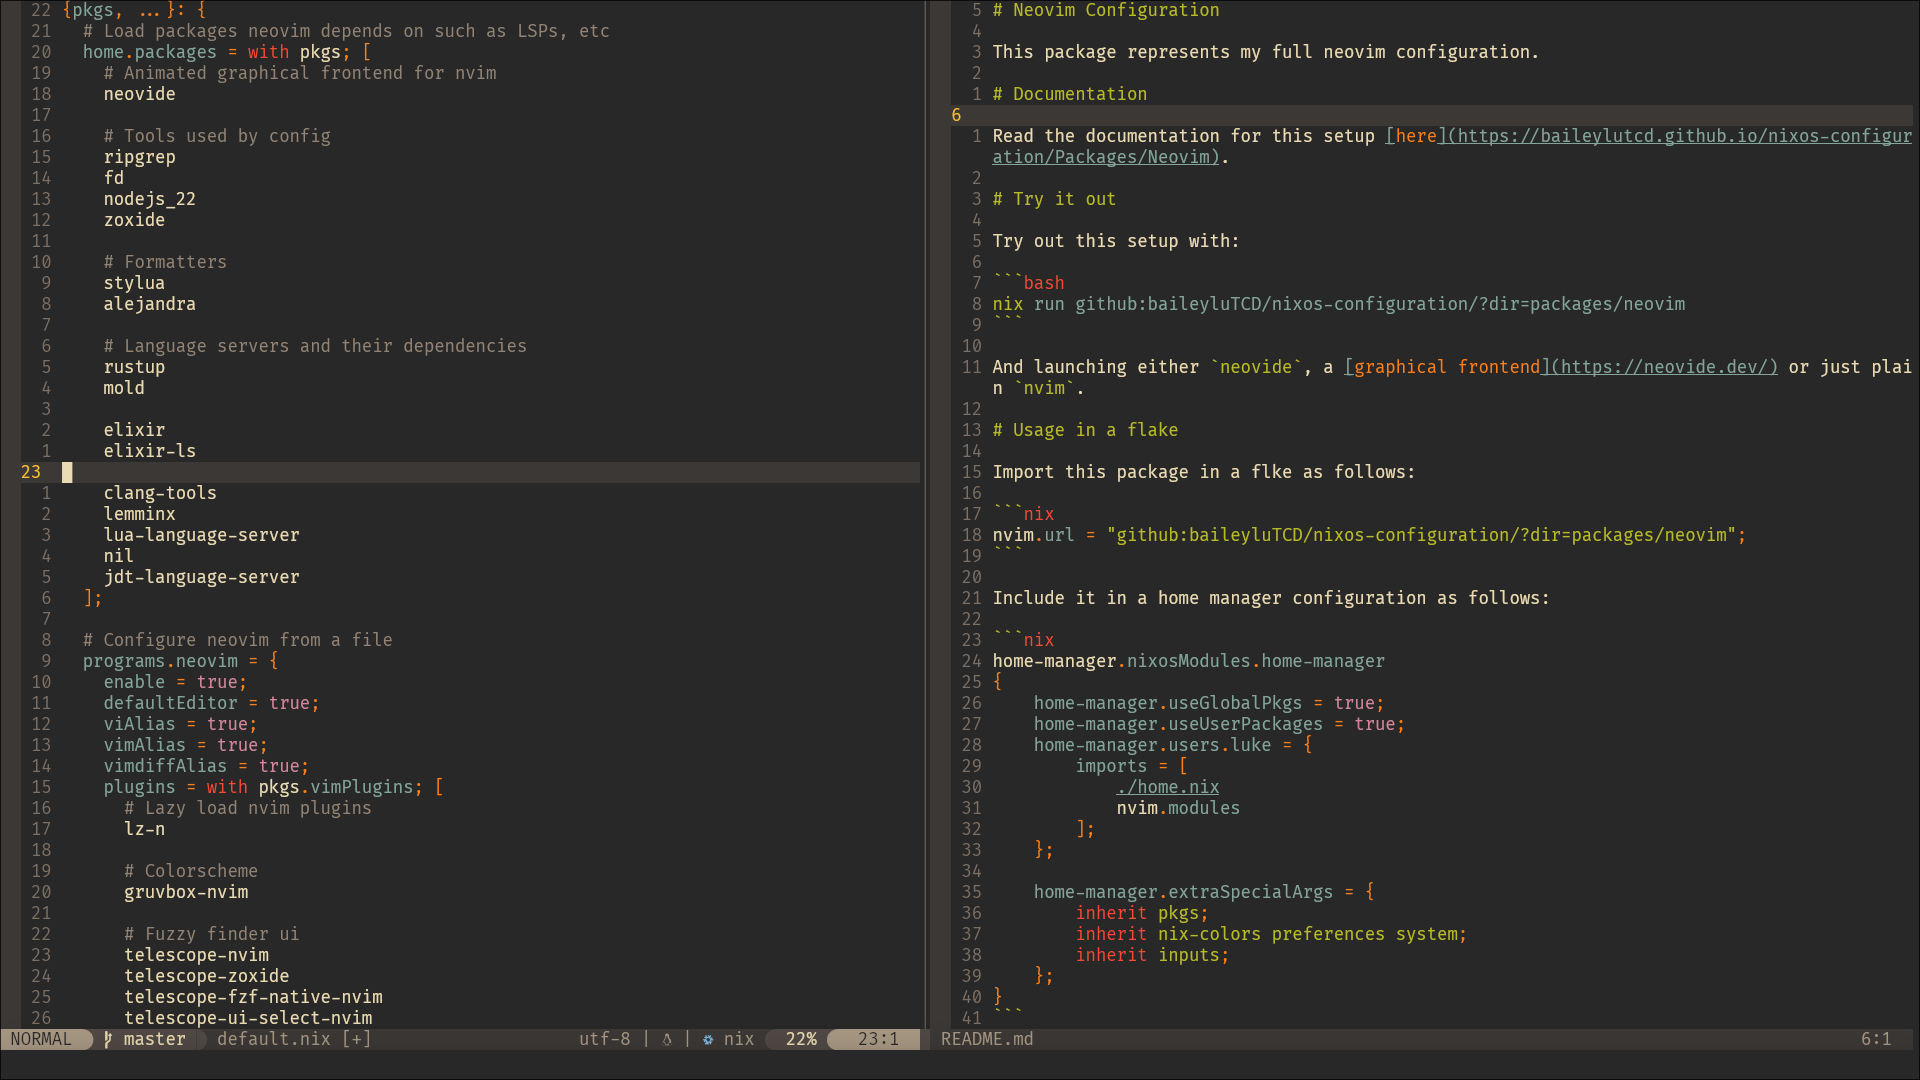 22 {pkgs, ...}: {
21   # Load packages neovim depends on such as LSPs, etc
20   home.packages = with pkgs; [
19     # Animated graphical frontend for nvim
18     neovide
17
16     # Tools used by config
15     ripgrep
14     fd
13     nodejs_22
12     zoxide
11
10     # Formatters
9     stylua
8     alejandra
7
6     # Language servers and their dependencies
5     rustup
4     mold
3
2     elixir
1     elixir-ls
23
1     clang-tools
2     lemminx
3     lua-language-server
4     nil
5     jdt-language-server
6   ];
7
8   # Configure neovim from a file
9   programs.neovim = {
10     enable = true;
11     defaultEditor = true;
12     viAlias = true;
13     vimAlias = true;
14     vimdiffAlias = true;
15     plugins = with pkgs.vimPlugins; [
16       # Lazy load nvim plugins
17       lz-n
18
19       # Colorscheme
20       gruvbox-nvim
21
22       # Fuzzy finder ui
23       telescope-nvim
24       telescope-zoxide
25       telescope-fzf-native-nvim
26       telescope-ui-select-nvim
NORMAL master default.nix [+] utf-8 | | nix 22% 23:1
5 # Neovim Configuration
4
3 This package represents my full neovim configuration.
2
1 # Documentation
6
1 Read the documentation for this setup [here](https://baileylutcd.github.io/nixos-configur
ation/Packages/Neovim).
2
3 # Try it out
4
5 Try out this setup with:
6
7 ```bash
8 nix run github:baileyluTCD/nixos-configuration/?dir=packages/neovim
9 ```
10
11 And launching either `neovide`, a [graphical frontend](https://neovide.dev/) or just plai
n `nvim`.
12
13 # Usage in a flake
14
15 Import this package in a flke as follows:
16
17 ```nix
18 nvim.url = "github:baileyluTCD/nixos-configuration/?dir=packages/neovim";
19 ```
20
21 Include it in a home manager configuration as follows:
22
23 ```nix
24 home-manager.nixosModules.home-manager
25 {
26     home-manager.useGlobalPkgs = true;
27     home-manager.useUserPackages = true;
28     home-manager.users.luke = {
29         imports = [
30             ./home.nix
31             nvim.modules
32         ];
33     };
34
35     home-manager.extraSpecialArgs = {
36         inherit pkgs;
37         inherit nix-colors preferences system;
38         inherit inputs;
39     };
40 }
41 ```
README.md 6:1